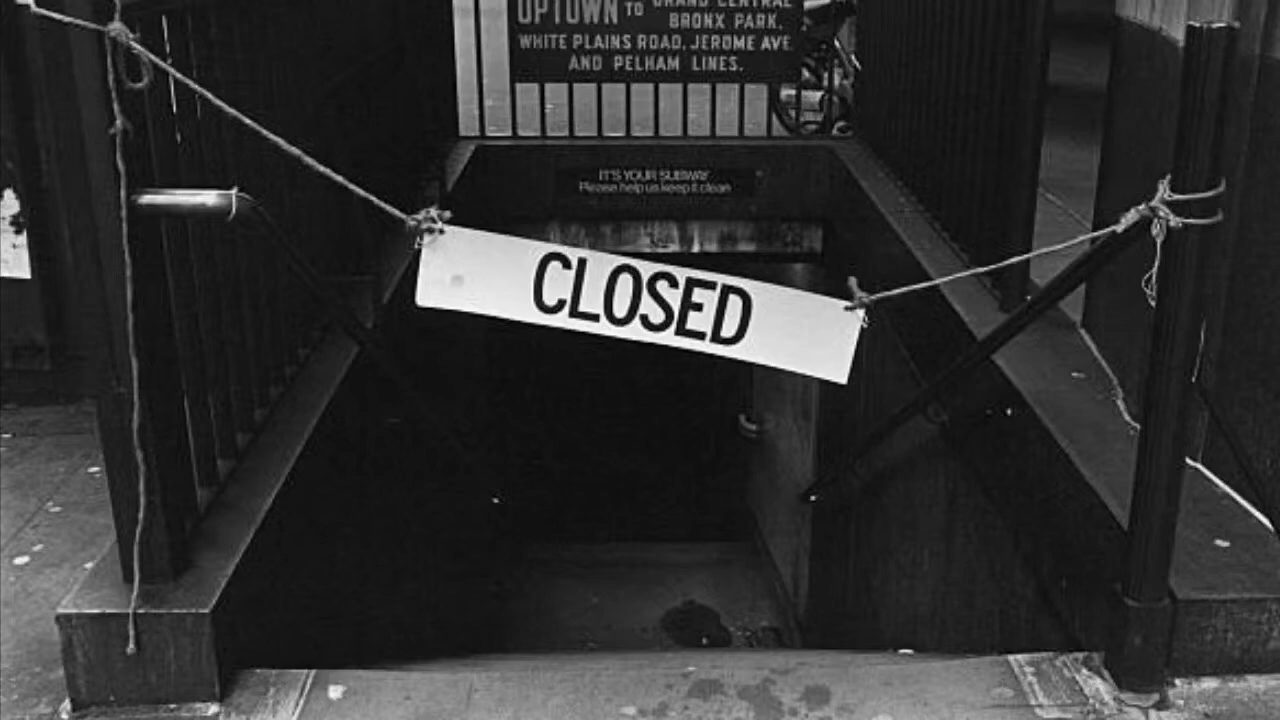 UPTOWN TO GRAND CENTRAL
BRONX PARK.
WHITE PLAINS ROAD, JEROME AVE.
AND PELHAM LINES.
IT'S YOUR SUBWAY
Please help us keep it clean
CLOSED